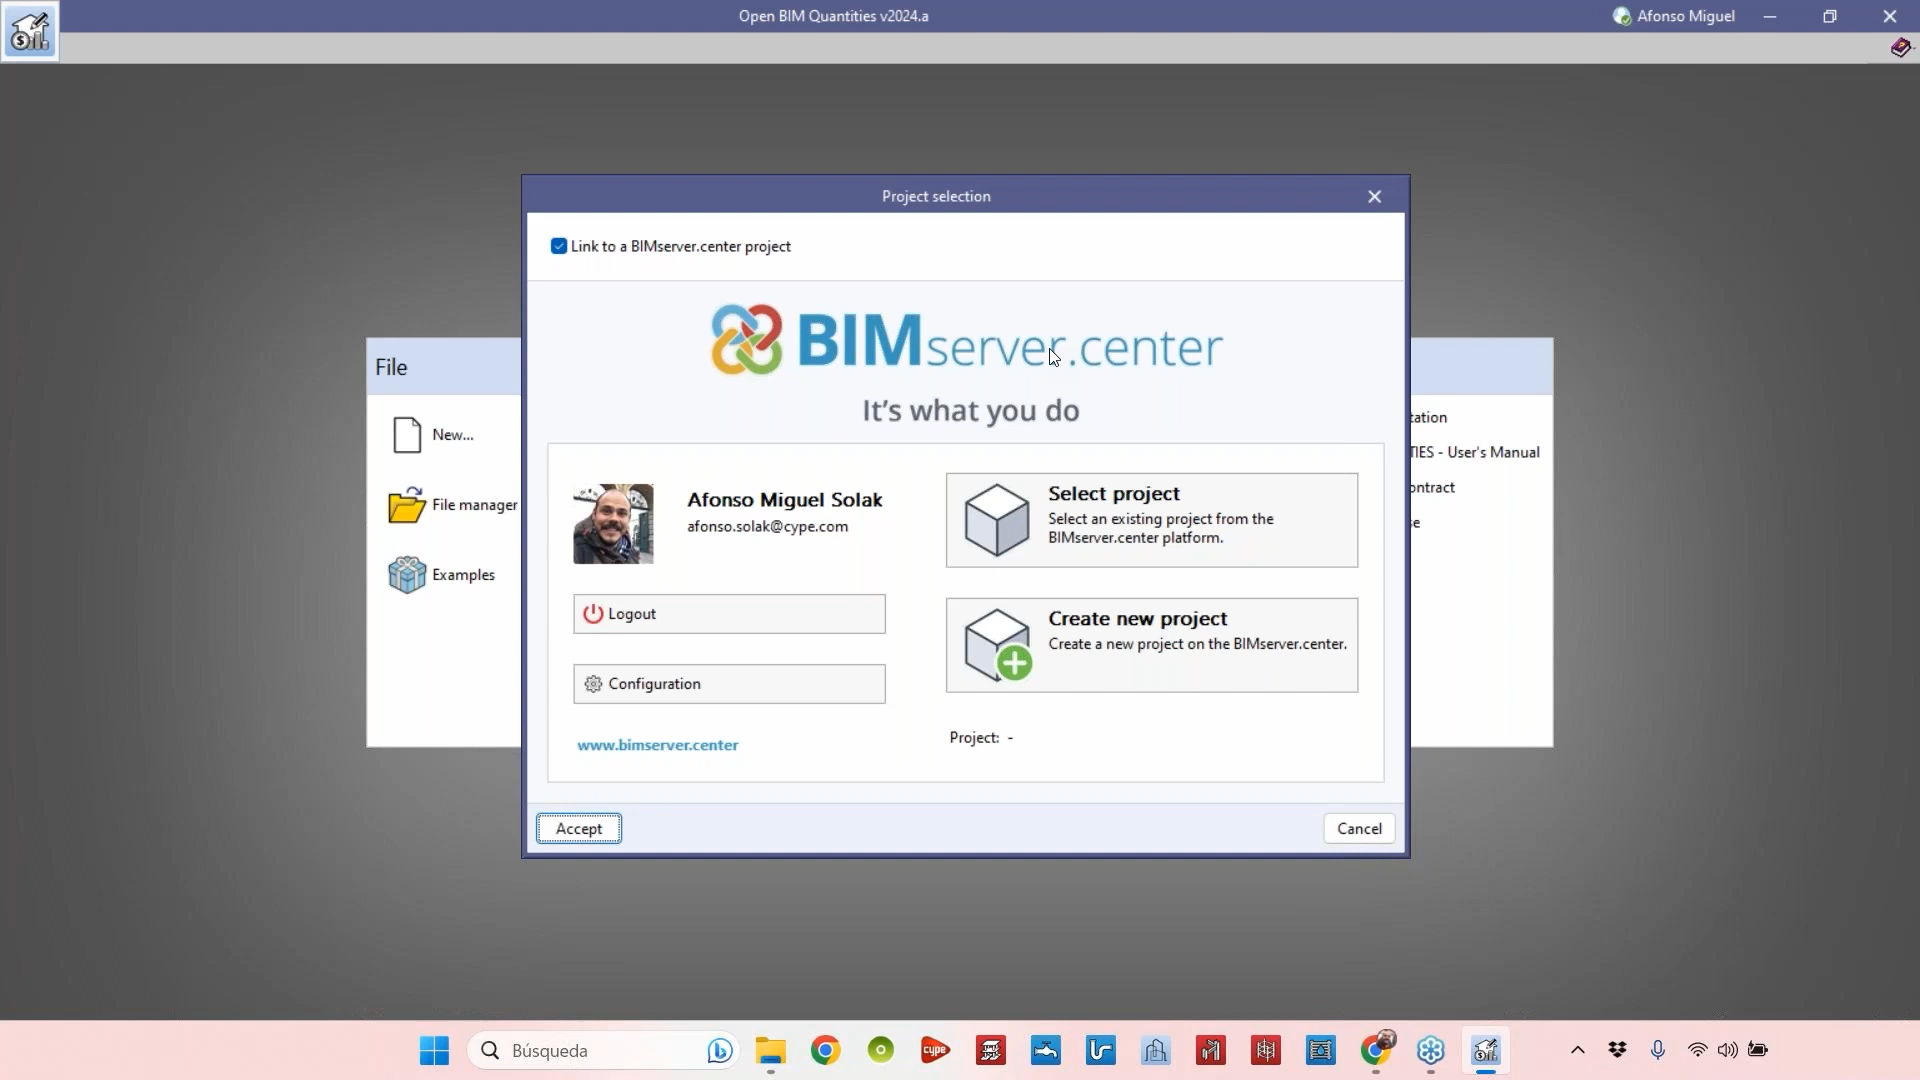 Open BIM Quantities v2024.a
Afonso Miguel
Project selection
Link to a BIMserver.center project
BIMserver.center
It's what you do
File
New...
File manager
Examples
tation
TIES - User's Manual
ontract
se
Afonso Miguel Solak
afonso.solak@cype.com
Logout
Configuration
www.bimserver.center
Select project
Select an existing project from the
BIMserver.center platform.
Create new project
Create a new project on the BIMserver.center.
Project: -
Accept
Cancel
Búsqueda
cype